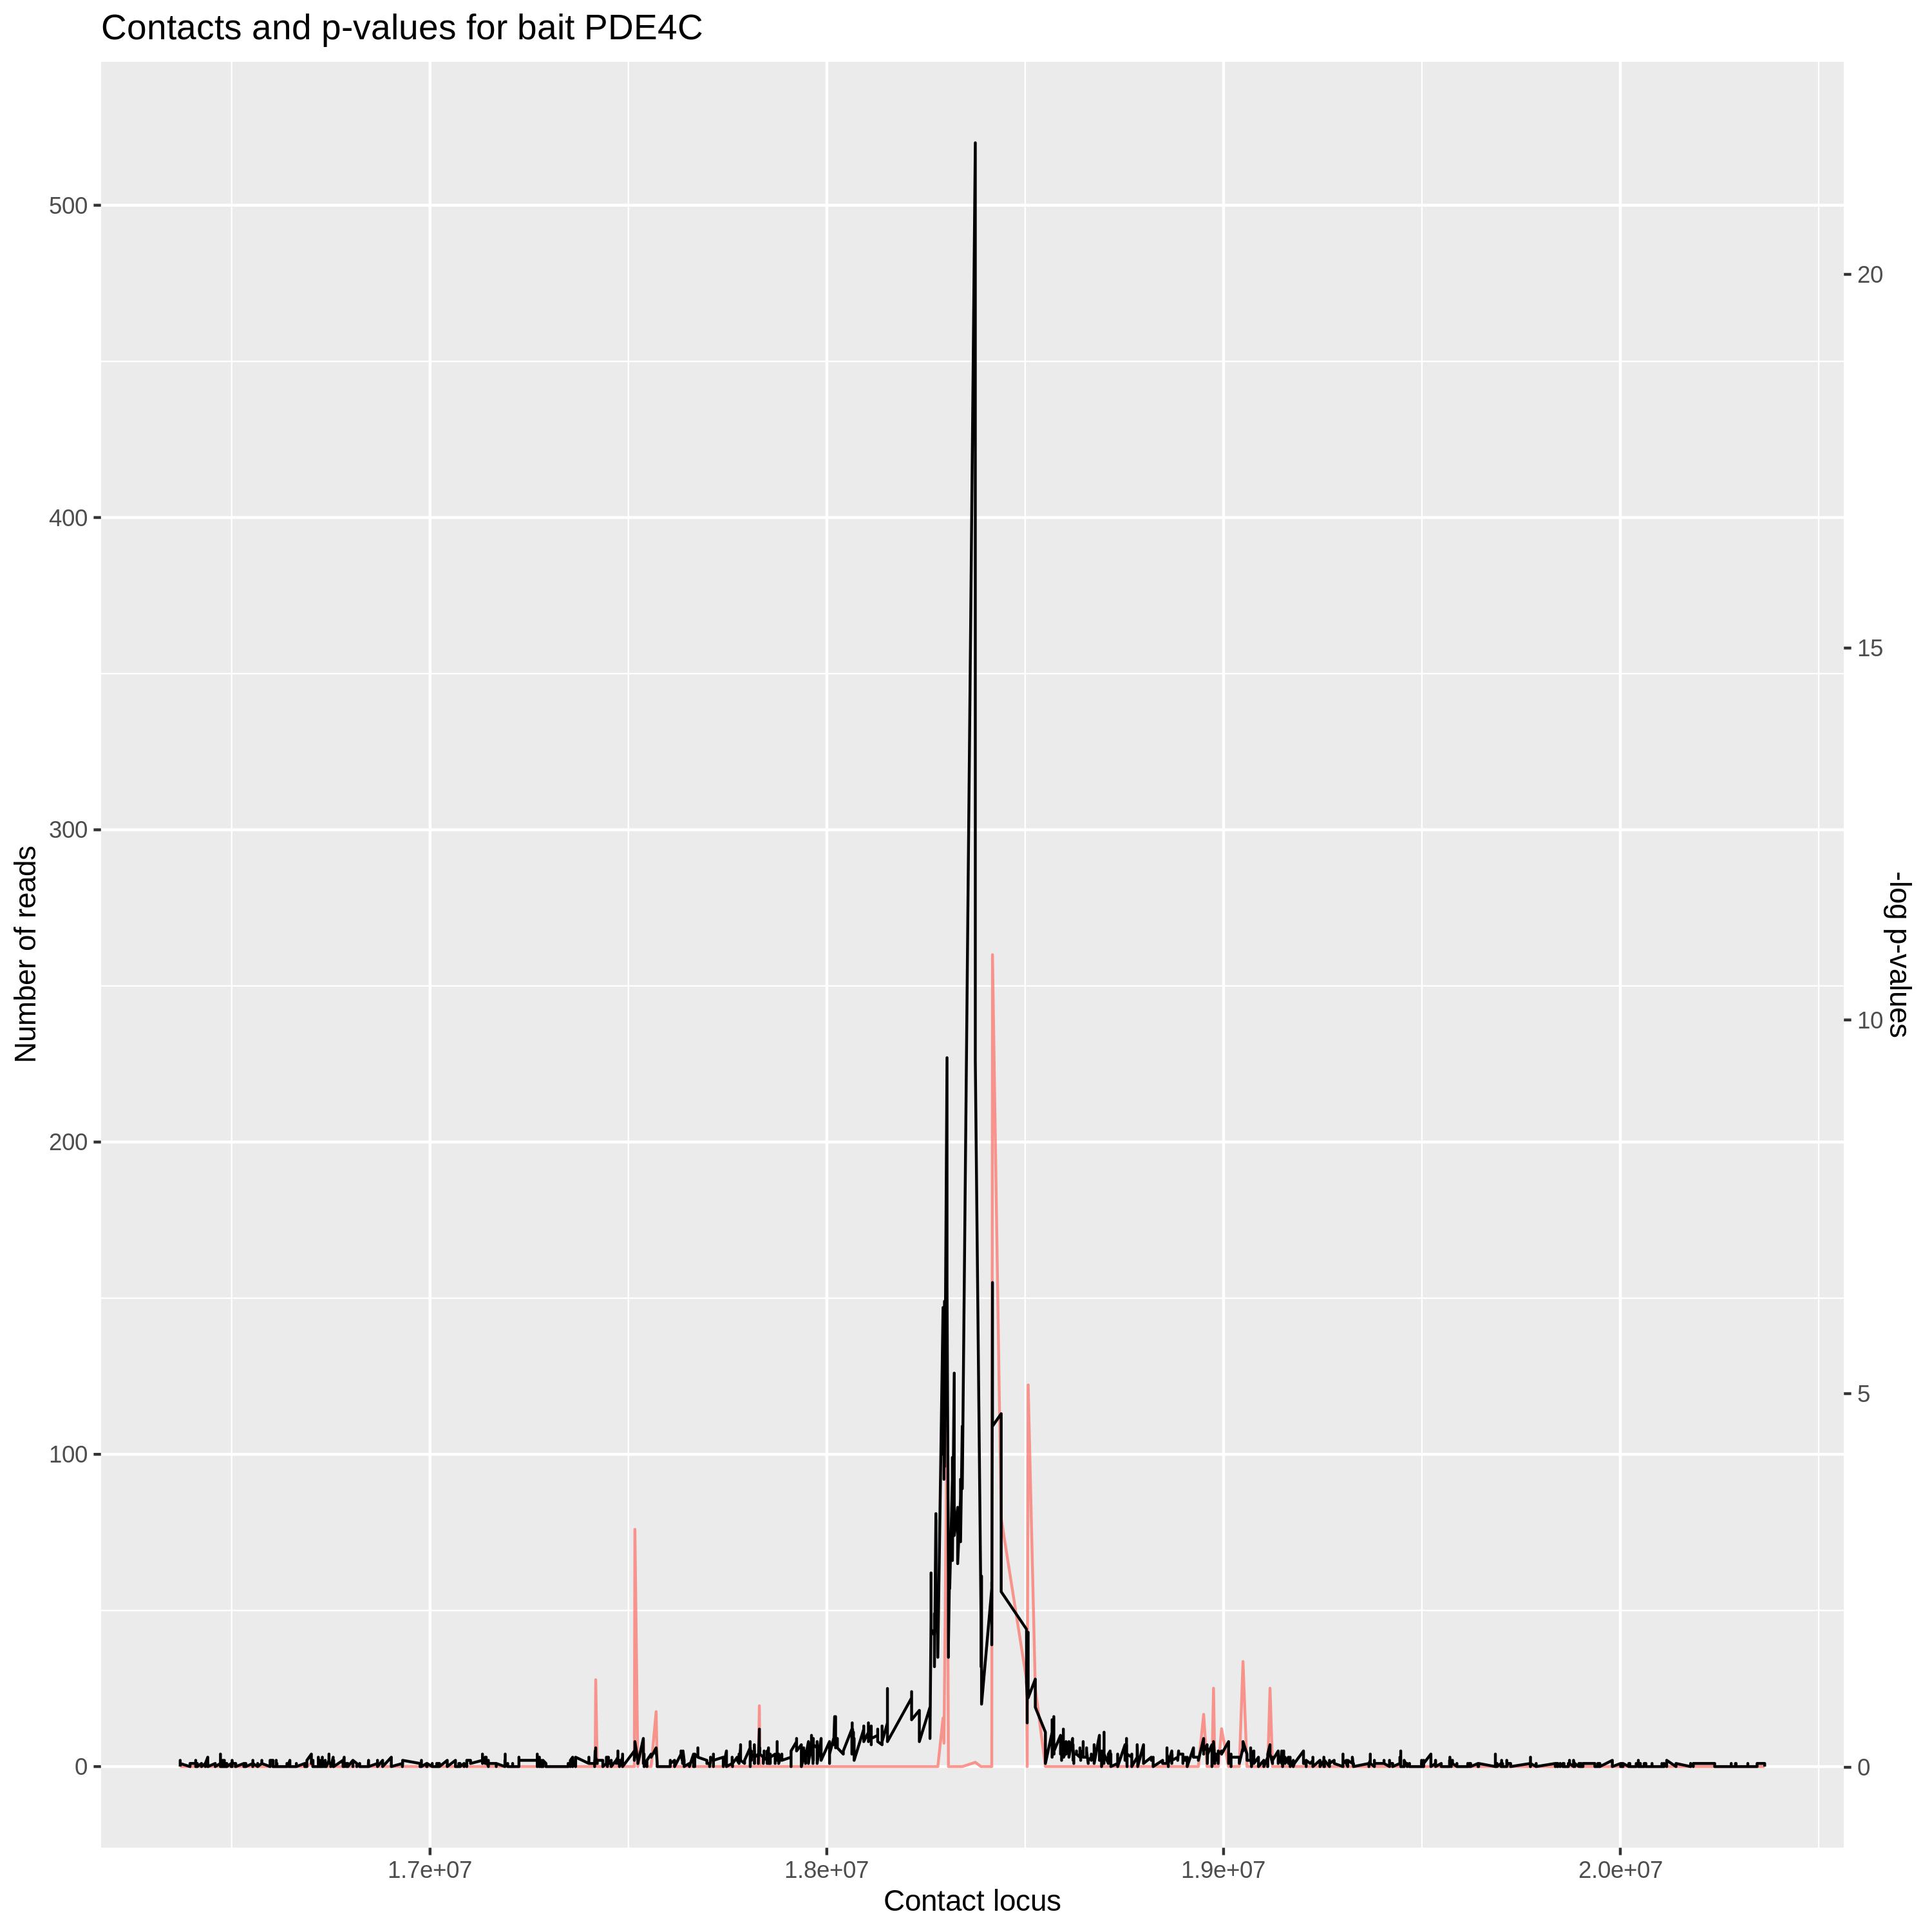 Contacts and p-values for bait PDE4C
500
400
300
200
100
0
Number of reads
20
15
10
5
0
-log p-values
1.7e+07
1.8e+07
1.9e+07
2.0e+07
Contact locus